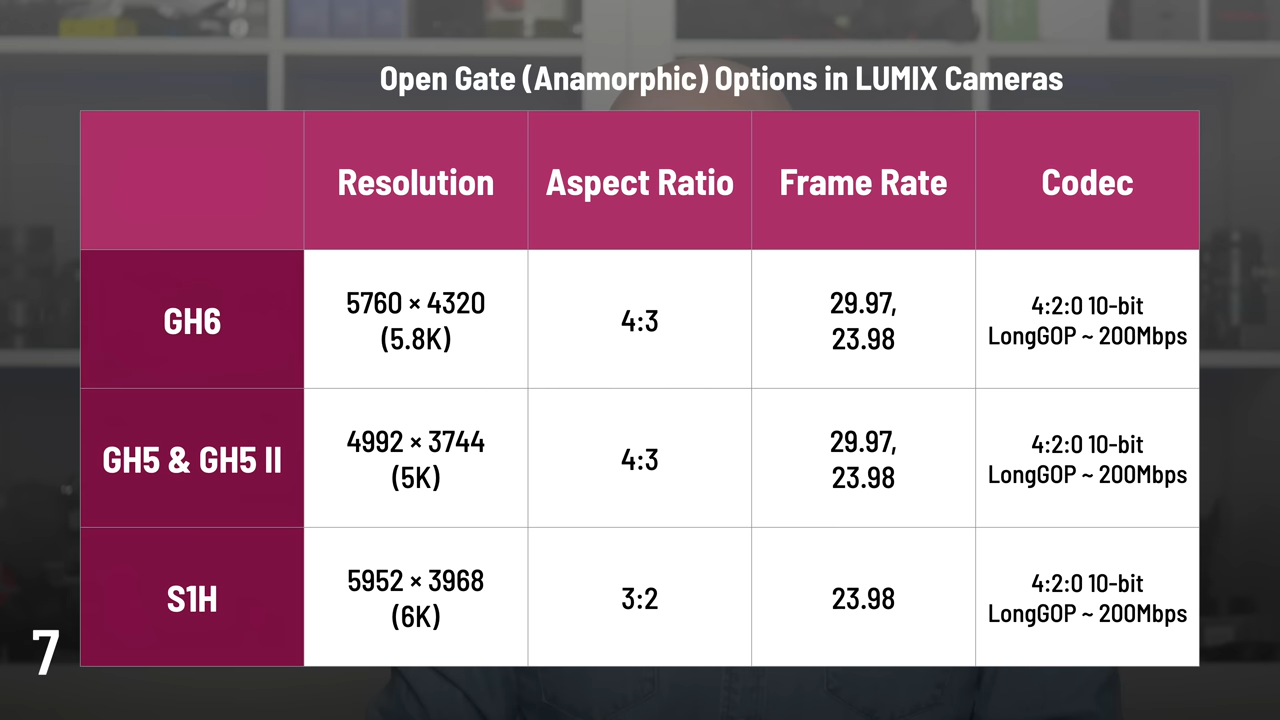 Open Gate (Anamorphic) Options in LUMIX Cameras
Resolution
Aspect Ratio
Frame Rate
Codec
GH6
5760 × 4320
(5.8K)
4:3
29.97,
23.98
4:2:0 10-bit
LongGOP ~ 200Mbps
GH5 & GH5 II
4992 × 3744
(5K)
4:3
29.97,
23.98
4:2:0 10-bit
LongGOP ~ 200Mbps
S1H
5952 × 3968
(6K)
3:2
23.98
4:2:0 10-bit
LongGOP ~ 200Mbps
7